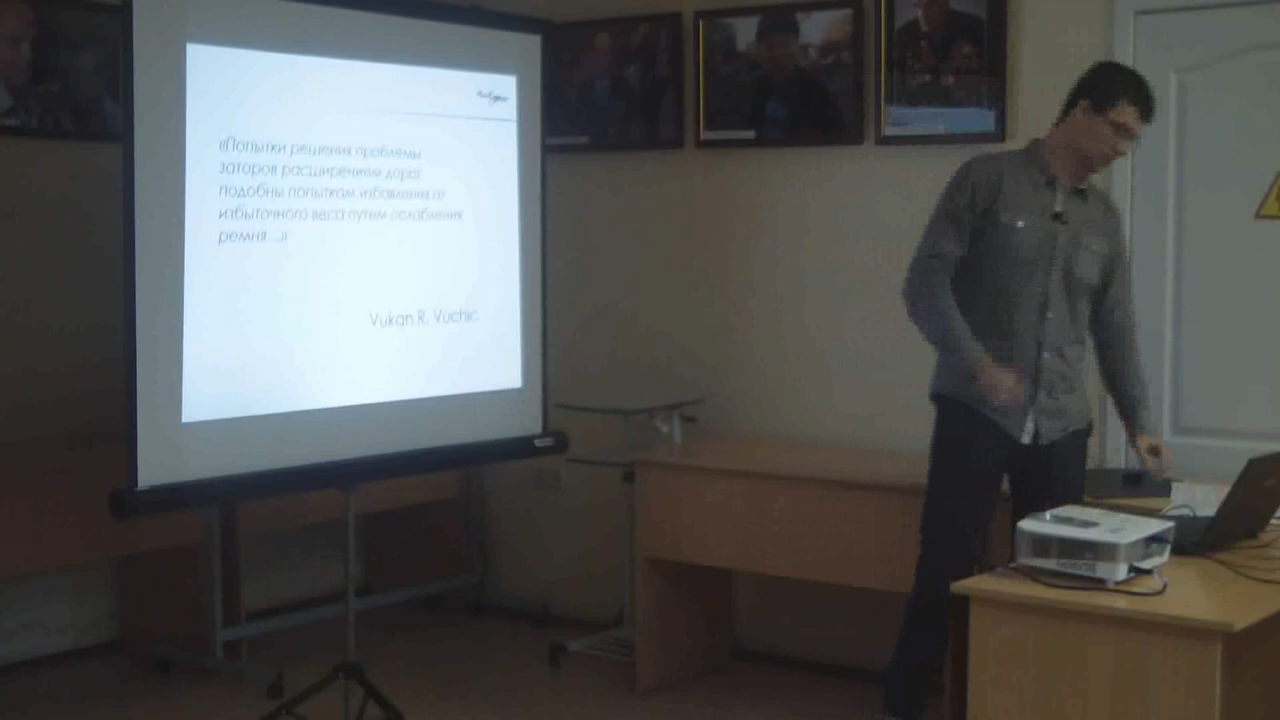 «Попытки решения проблемы
заторов расширением дорог
подобны попыткам избавления от
избыточного веса путем ослабления
ремня...»
Vukan R. Vuchic